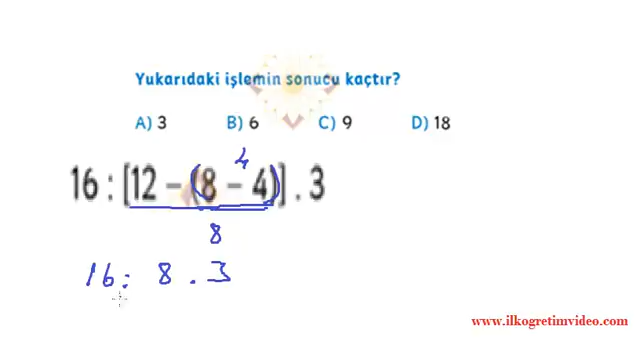 Yukarıdaki işlemin sonucu kaçtır?
A) 3 B) 6 C) 9 D) 18
4
16 : [12 – (8 – 4)] . 3
8
16 : 8 . 3
www.ilkogretimvideo.com